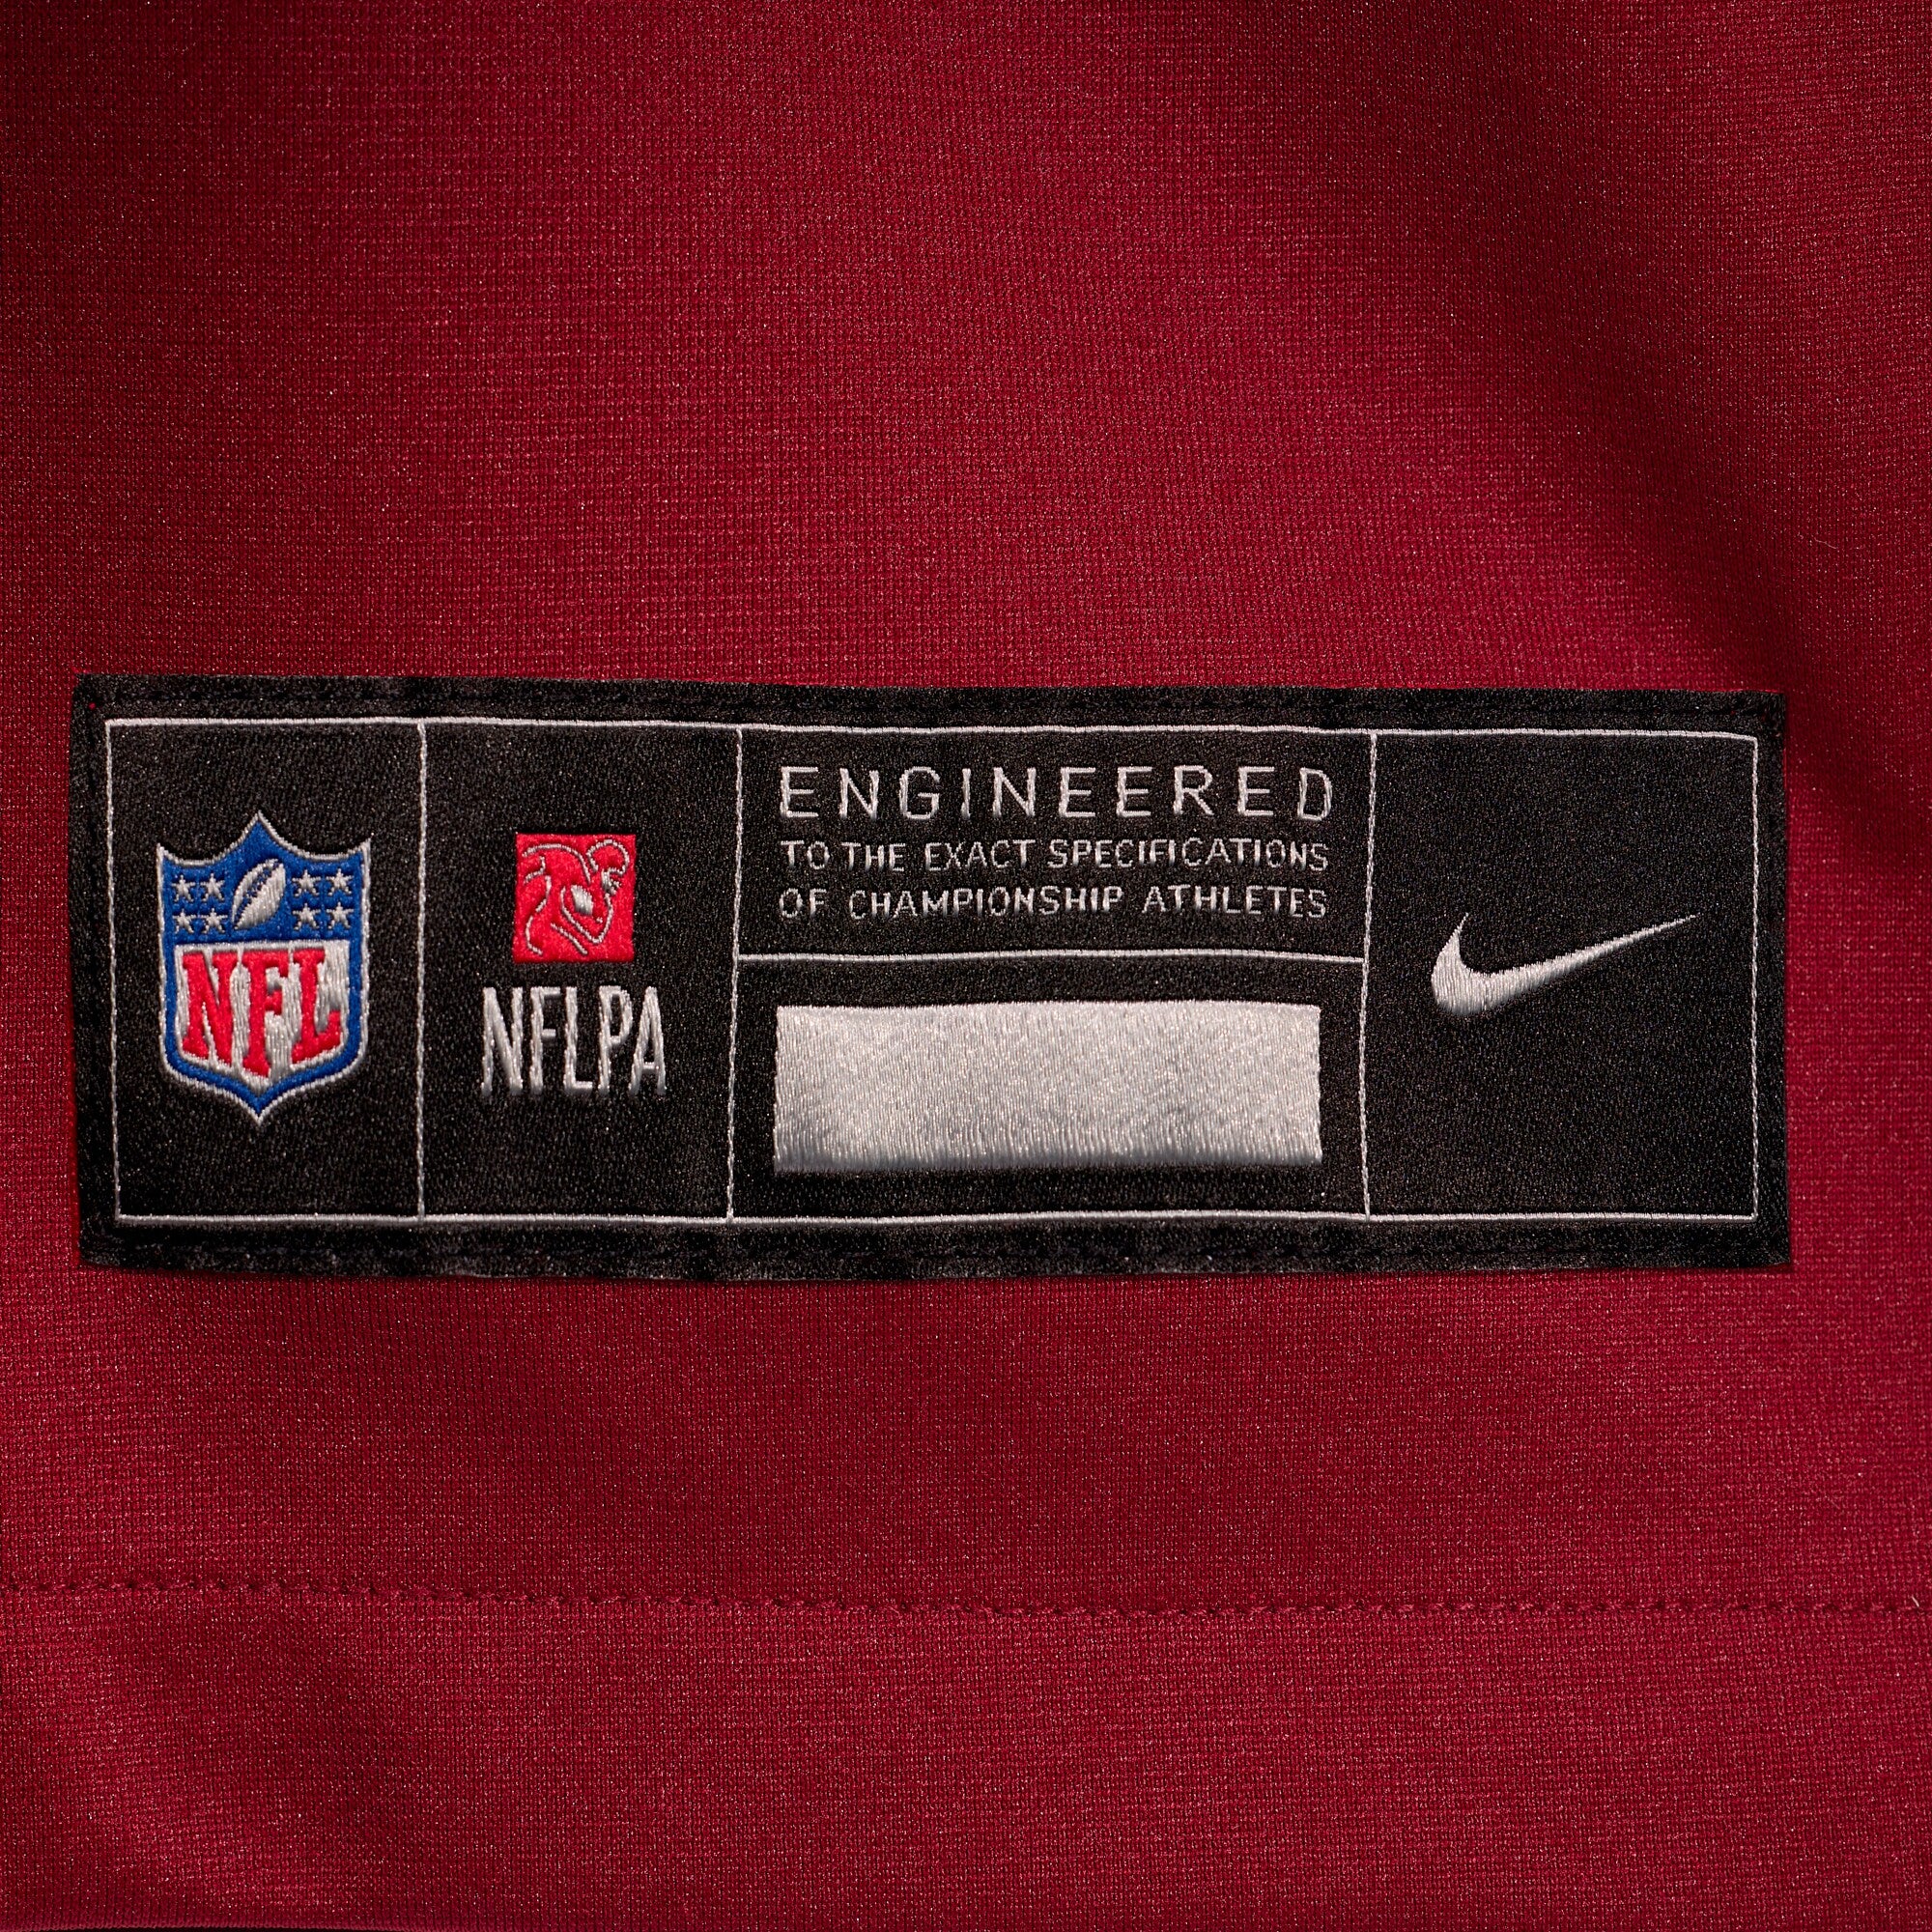 NFL
NFLPA
ENGINEERED
TO THE EXACT SPECIFICATIONS
OF CHAMPIONSHIP ATHLETES